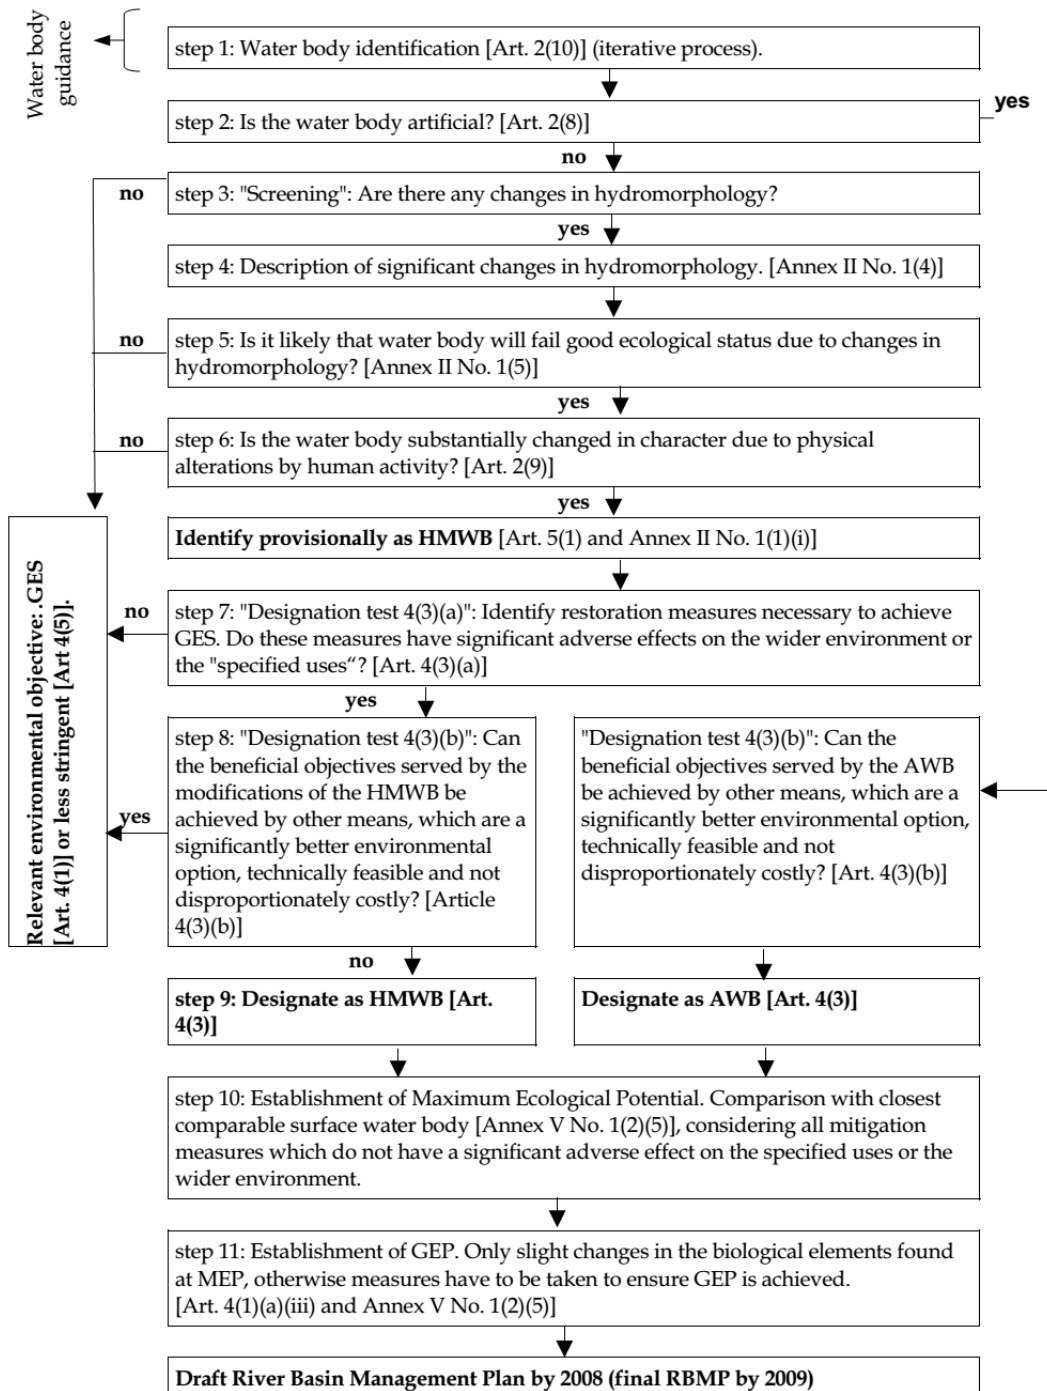 Water body
guidance
step 1: Water body identification [Art. 2(10)] (iterative process).
yes
step 2: Is the water body artificial? [Art. 2(8)]
no
no
step 3: "Screening": Are there any changes in hydromorphology?
yes
step 4: Description of significant changes in hydromorphology. [Annex II No. 1(4)]
no
step 5: Is it likely that water body will fail good ecological status due to changes in
hydromorphology? [Annex II No. 1(5)]
yes
no
step 6: Is the water body substantially changed in character due to physical
alterations by human activity? [Art. 2(9)]
yes
Identify provisionally as HMWB [Art. 5(1) and Annex II No. 1(1)(i)]
Relevant environmental objective: .GES
[Art. 4(1)] or less stringent [Art 4(5)].
no
step 7: "Designation test 4(3)(a)": Identify restoration measures necessary to achieve
GES. Do these measures have significant adverse effects on the wider environment or
the "specified uses“? [Art. 4(3)(a)]
yes
step 8: "Designation test 4(3)(b)": Can
the beneficial objectives served by the
modifications of the HMWB be
achieved by other means, which are a
significantly better environmental
option, technically feasible and not
disproportionately costly? [Article
4(3)(b)]
yes
"Designation test 4(3)(b)": Can the
beneficial objectives served by the AWB
be achieved by other means, which are a
significantly better environmental option,
technically feasible and not
disproportionately costly? [Art. 4(3)(b)]
no
step 9: Designate as HMWB [Art.
4(3)]
Designate as AWB [Art. 4(3)]
step 10: Establishment of Maximum Ecological Potential. Comparison with closest
comparable surface water body [Annex V No. 1(2)(5)], considering all mitigation
measures which do not have a significant adverse effect on the specified uses or the
wider environment.
step 11: Establishment of GEP. Only slight changes in the biological elements found
at MEP, otherwise measures have to be taken to ensure GEP is achieved.
[Art. 4(1)(a)(iii) and Annex V No. 1(2)(5)]
Draft River Basin Management Plan by 2008 (final RBMP by 2009)